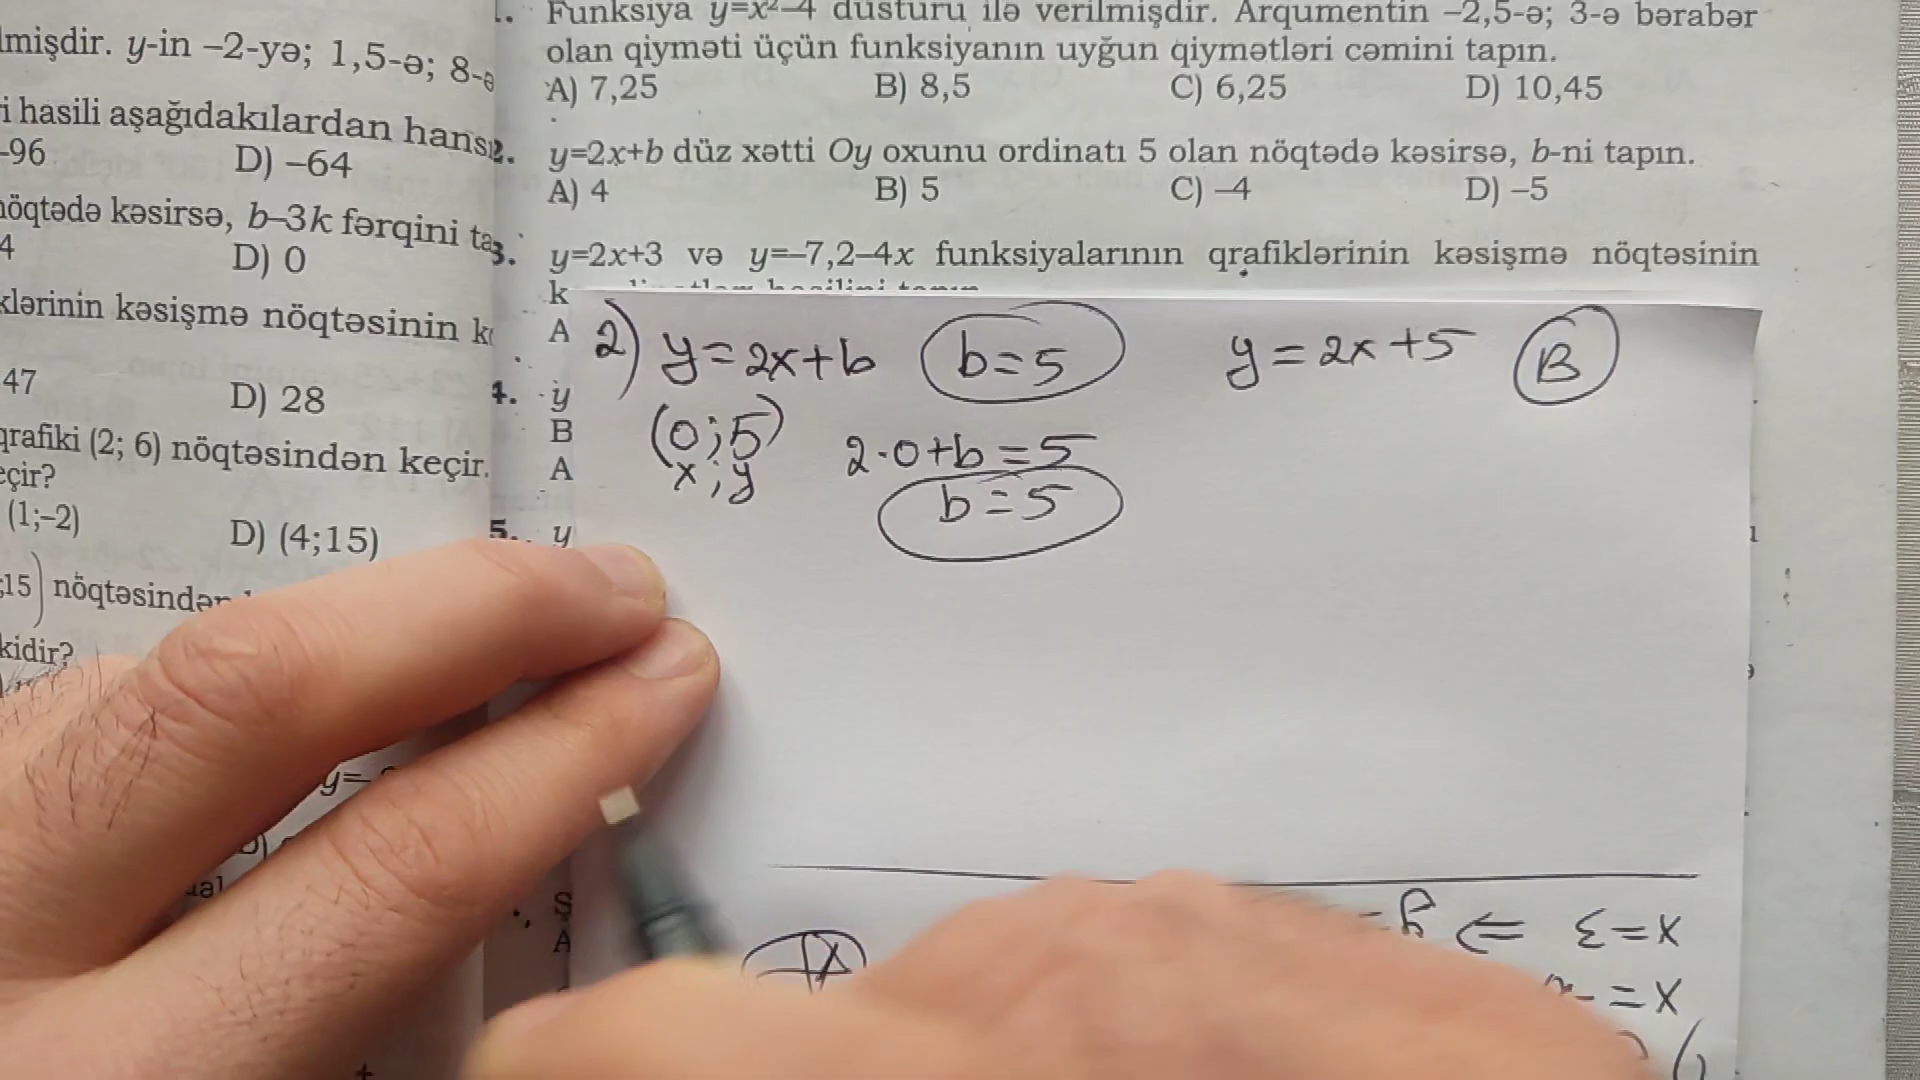 lmişdir. y-in –2-yə; 1,5-ə; 8-ə
i hasili aşağıdakılardan hansı
–96 D) –64
nöqtədə kəsirsə, b–3k fərqini ta
4 D) 0
klərinin kəsişmə nöqtəsinin k
47 D) 28
qrafiki (2; 6) nöqtəsindən keçir.
eçir?
(1;–2) D) (4;15)
;15) nöqtəsindən
kidir?
y=
1. Funksiya y=x²–4 düsturu ilə verilmişdir. Arqumentin –2,5-ə; 3-ə bərabər
olan qiyməti üçün funksiyanın uyğun qiymətləri cəmini tapın.
A) 7,25 B) 8,5 C) 6,25 D) 10,45
2. y=2x+b düz xətti Oy oxunu ordinatı 5 olan nöqtədə kəsirsə, b-ni tapın.
A) 4 B) 5 C) –4 D) –5
3. y=2x+3 və y=–7,2–4x funksiyalarının qrafiklərinin kəsişmə nöqtəsinin
k
A
4. y
B
A
5. y
S
A
2) y=2x+b b=5 y=2x+5 B
(0;5) 2·0+b=5
x;y b=5
x=3 ⇒ y=
x=